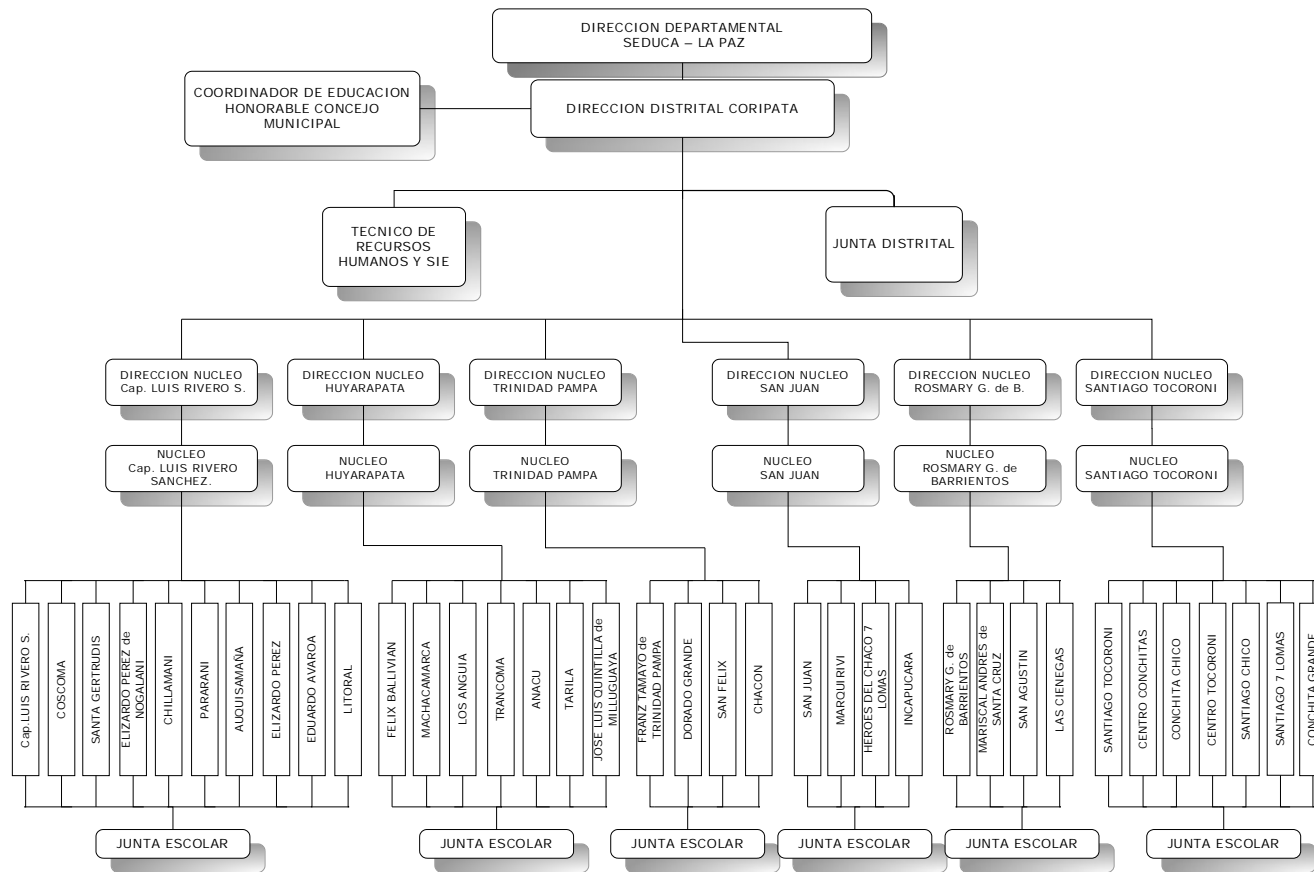 DIRECCION DEPARTAMENTAL
SEDUCA – LA PAZ
COORDINADOR DE EDUCACION
HONORABLE CONCEJO
MUNICIPAL
DIRECCION DISTRITAL CORIPATA
TECNICO DE
RECURSOS
HUMANOS Y SIE
JUNTA DISTRITAL
DIRECCION NUCLEO
Cap. LUIS RIVERO S.
DIRECCION NUCLEO
HUYARAPATA
DIRECCION NUCLEO
TRINIDAD PAMPA
DIRECCION NUCLEO
SAN JUAN
DIRECCION NUCLEO
ROSMARY G. de B.
DIRECCION NUCLEO
SANTIAGO TOCORONI
NUCLEO
Cap. LUIS RIVERO
SANCHEZ.
NUCLEO
HUYARAPATA
NUCLEO
TRINIDAD PAMPA
NUCLEO
SAN JUAN
NUCLEO
ROSMARY G. de
BARRIENTOS
NUCLEO
SANTIAGO TOCORONI
Cap.LUIS RIVERO S.
COSCOMA
SANTA GERTRUDIS
ELIZARDO PEREZ de
NOGALANI
CHILLAMANI
PARARANI
AUQUISAMAÑA
ELIZARDO PEREZ
EDUARDO AVAROA
LITORAL
FELIX BALLIVIAN
MACHACAMARCA
LOS ANGUIA
TRANCOMA
ANACU
TARILA
JOSE LUIS QUINTILLA de
MILLUGUAYA
FRANZ TAMAYO de
TRINIDAD PAMPA
DORADO GRANDE
SAN FELIX
CHACON
SAN JUAN
MARQUIRIVI
HEROES DEL CHACO 7
LOMAS
INCAPUCARA
ROSMARY G. de
BARRIENTOS
MARISCAL ANDRES de
SANTA CRUZ
SAN AGUSTIN
LAS CIENEGAS
SANTIAGO TOCORONI
CENTRO CONCHITAS
CONCHITA CHICO
CENTRO TOCORONI
SANTIAGO CHICO
SANTIAGO 7 LOMAS
CONCHITA GRANDE
JUNTA ESCOLAR
JUNTA ESCOLAR
JUNTA ESCOLAR
JUNTA ESCOLAR
JUNTA ESCOLAR
JUNTA ESCOLAR